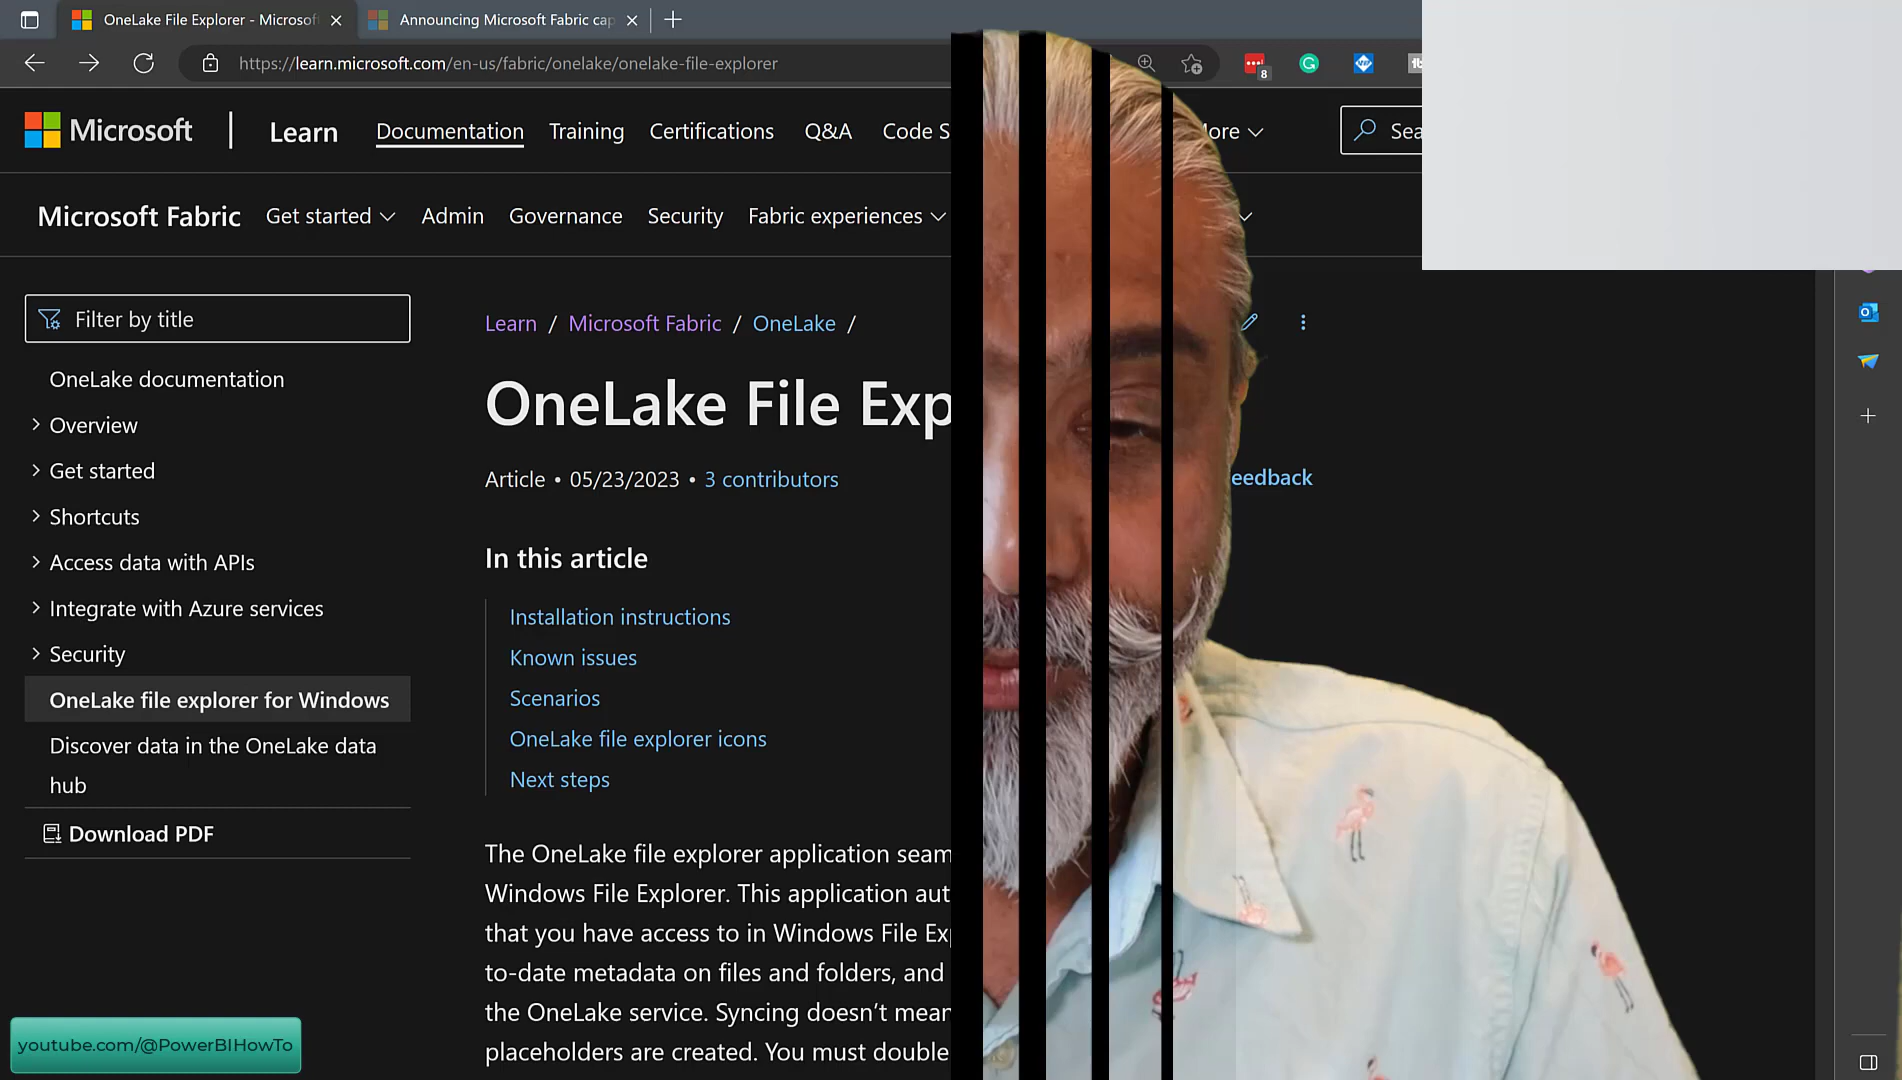 OneLake File Explorer - Microsof
Announcing Microsoft Fabric cap
https://learn.microsoft.com/en-us/fabric/onelake/onelake-file-explorer
8
Microsoft
Learn
Documentation
Training
Certifications
Q&A
Code S
ore
Sea
Microsoft Fabric
Get started
Admin
Governance
Security
Fabric experiences
Filter by title
OneLake documentation
Overview
Get started
Shortcuts
Access data with APIs
Integrate with Azure services
Security
OneLake file explorer for Windows
Discover data in the OneLake data
hub
Download PDF
Learn / Microsoft Fabric / OneLake /
OneLake File Exp
Article • 05/23/2023 • 3 contributors
eedback
In this article
Installation instructions
Known issues
Scenarios
OneLake file explorer icons
Next steps
The OneLake file explorer application seam
Windows File Explorer. This application aut
that you have access to in Windows File Ex
to-date metadata on files and folders, and
the OneLake service. Syncing doesn't mean
placeholders are created. You must double
youtube.com/@PowerBIHowTo